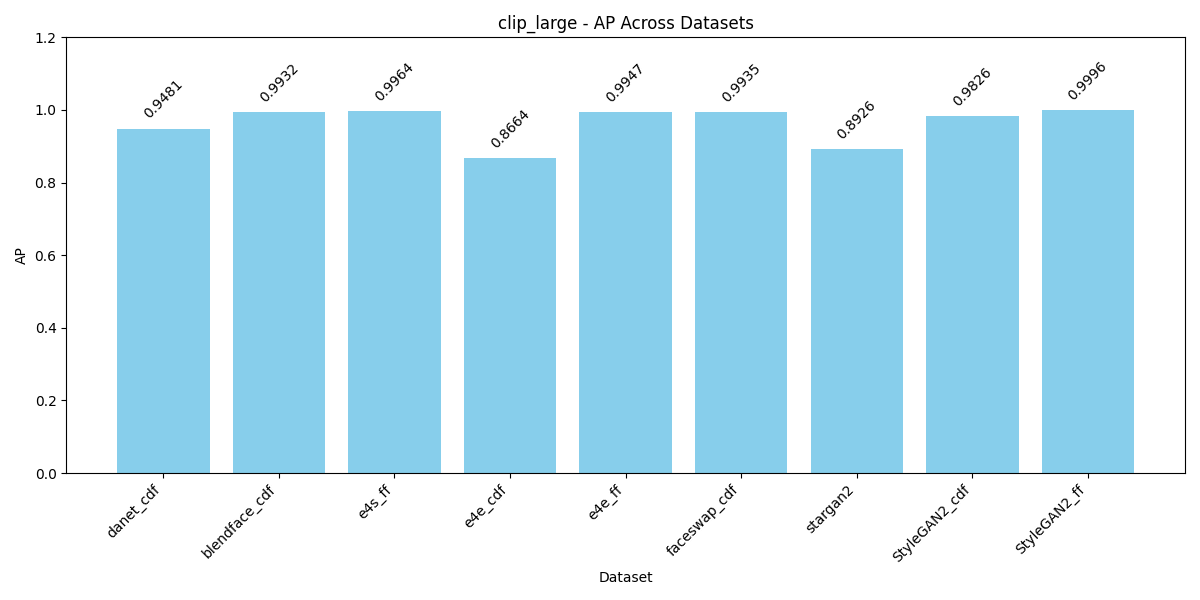 clip_large - AP Across Datasets
1.2
1.0
0.8
0.6
0.4
0.2
0.0
AP
0.9481
0.9932
0.9964
0.8664
0.9947
0.9935
0.8926
0.9826
0.9996
danet_cdf
blendface_cdf
e4s_ff
e4e_cdf
e4e_ff
faceswap_cdf
stargan2
StyleGAN2_cdf
StyleGAN2_ff
Dataset